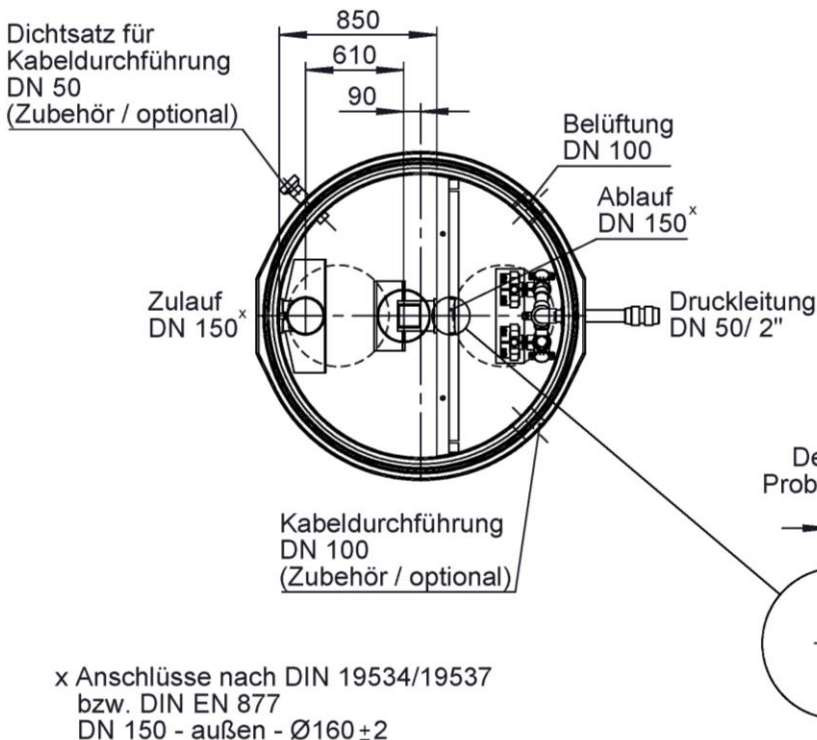 850
610
90
Dichtsatz für
Kabeldurchführung
DN 50
(Zubehör / optional)
Belüftung
DN 100
Ablauf
DN 150x
Zulauf
DN 150x
Druckleitung
DN 50/ 2"
De
Prob
Kabeldurchführung
DN 100
(Zubehör / optional)
x Anschlüsse nach DIN 19534/19537
bzw. DIN EN 877
DN 150 - außen - Ø160±2